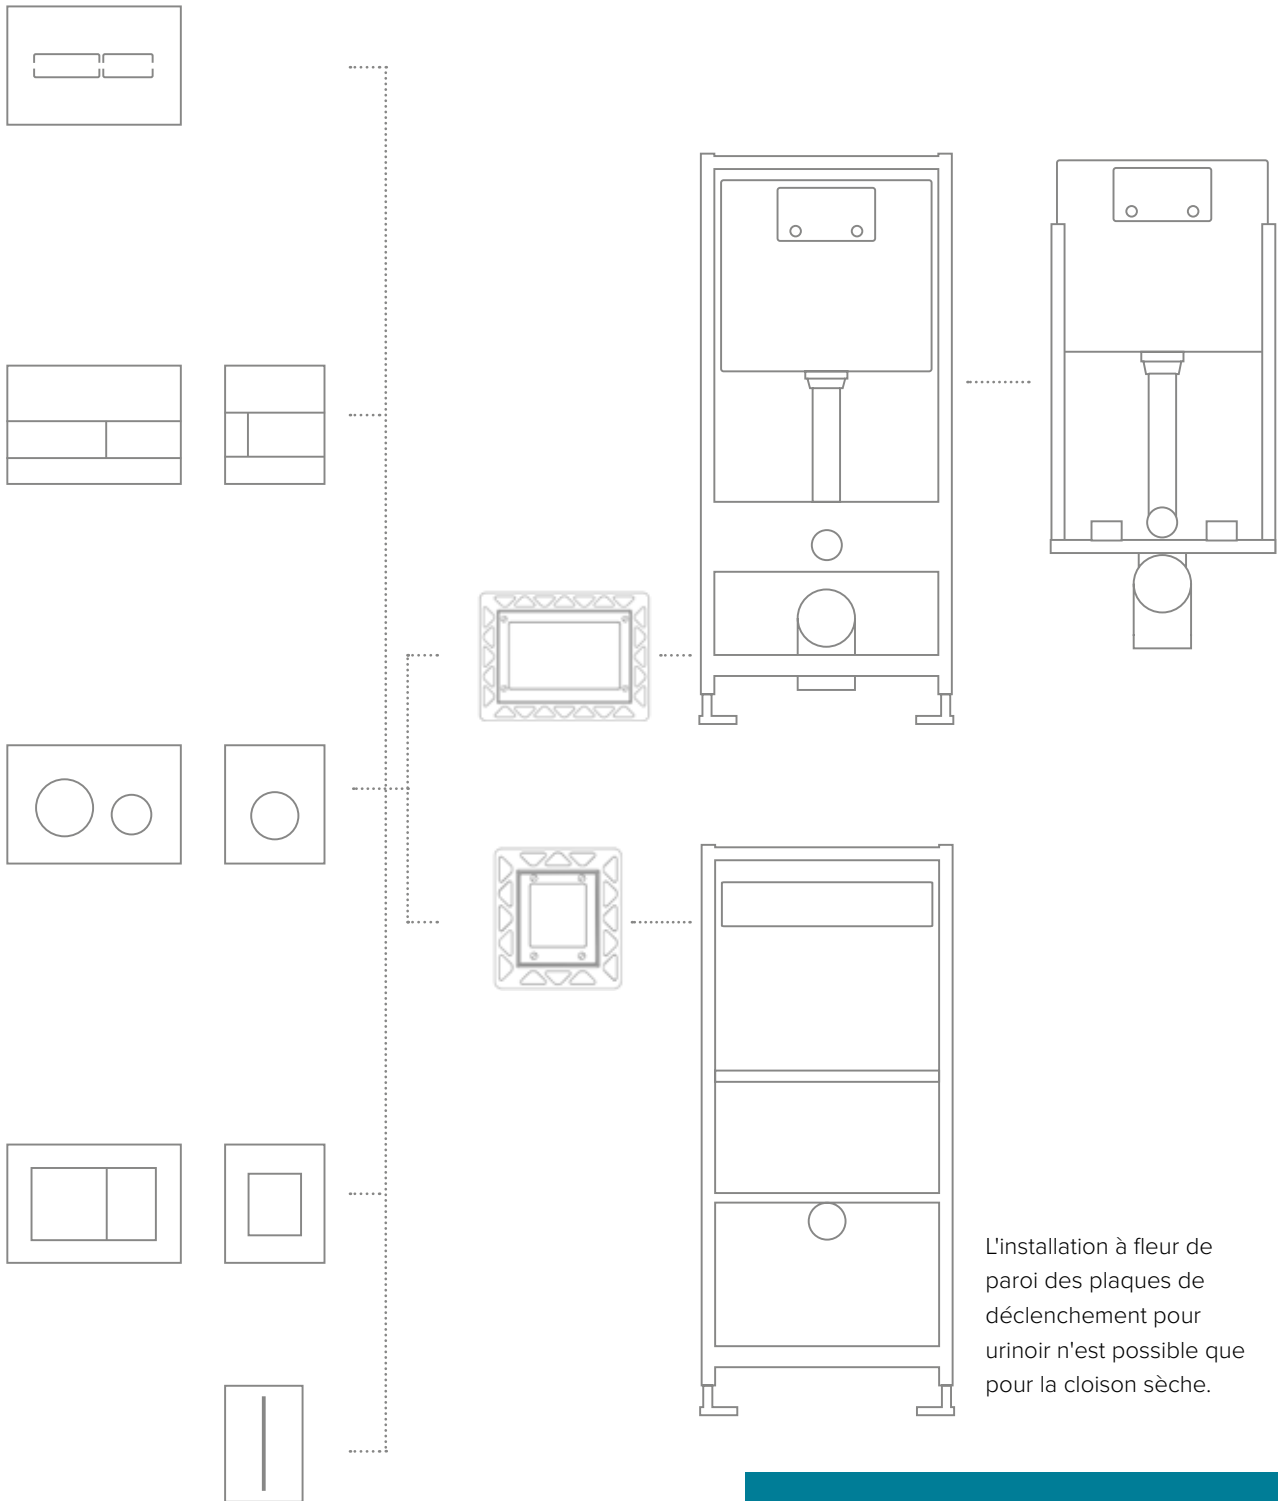 L'installation à fleur de
paroi des plaques de
déclenchement pour
urinoir n'est possible que
pour la cloison sèche.